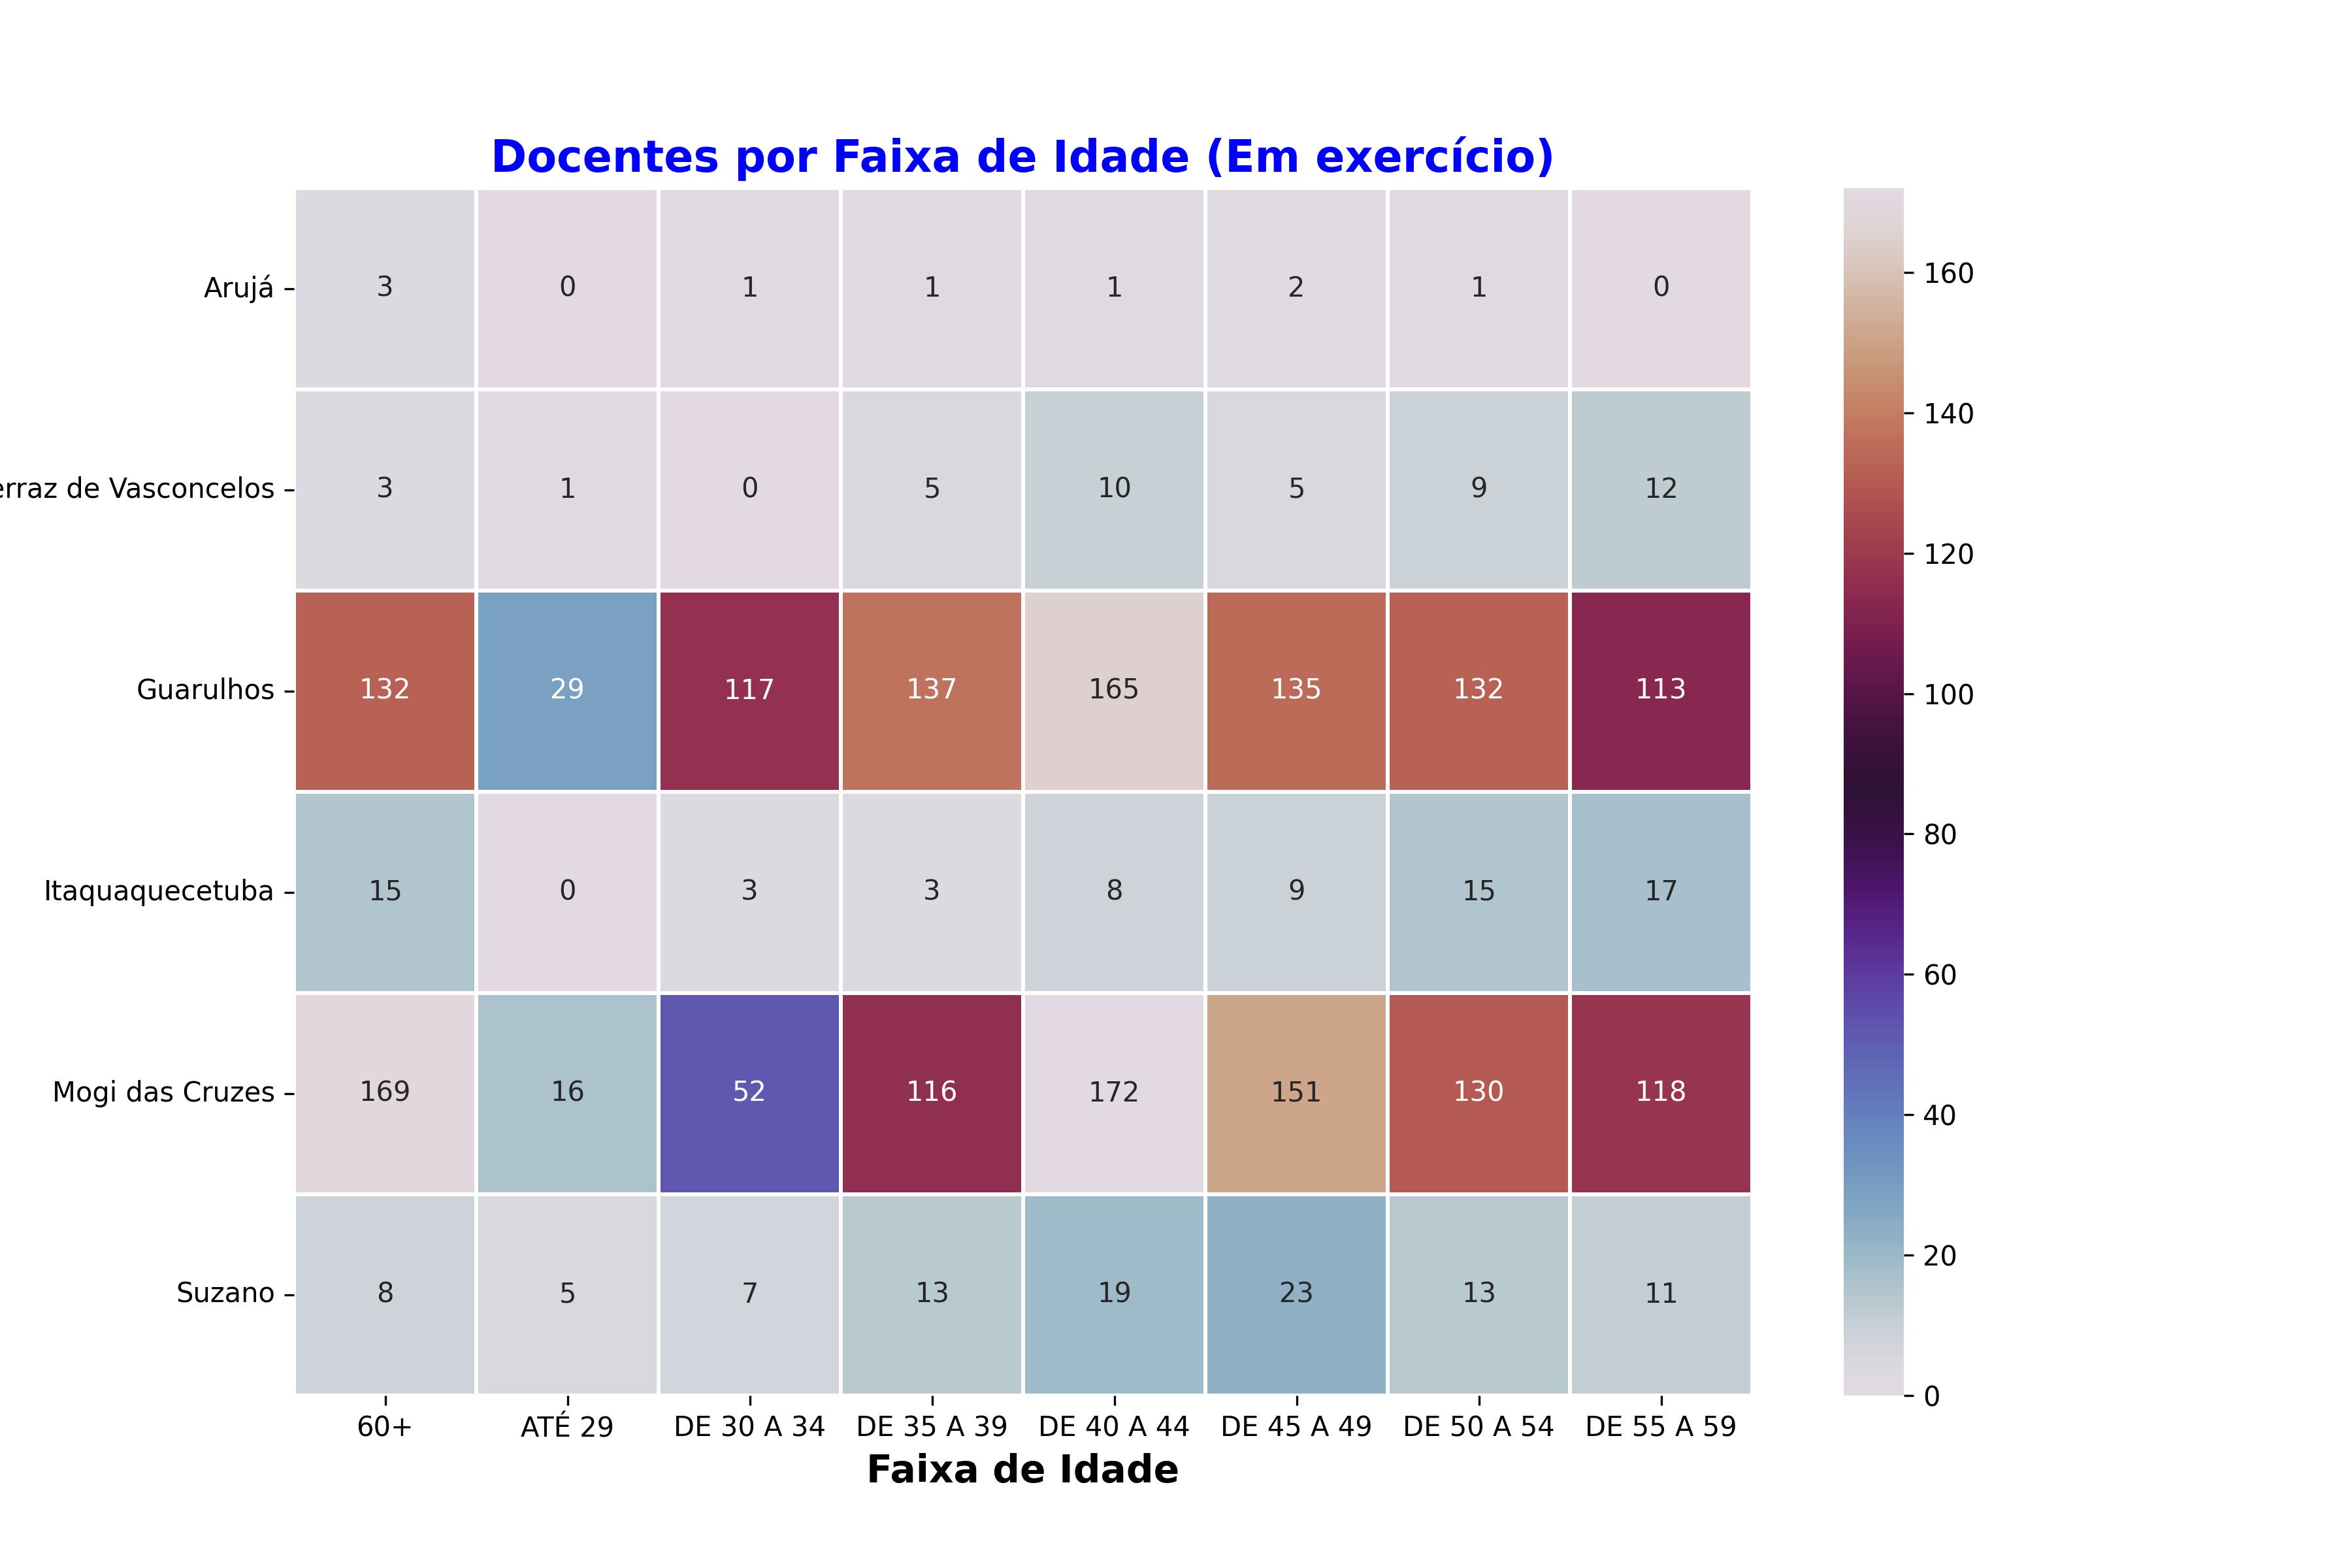 Docentes por Faixa de Idade (Em exercício)
Arujá 3 0 1 1 1 2 1 0
erraz de Vasconcelos 3 1 0 5 10 5 9 12
Guarulhos 132 29 117 137 165 135 132 113
Itaquaquecetuba 15 0 3 3 8 9 15 17
Mogi das Cruzes 169 16 52 116 172 151 130 118
Suzano 8 5 7 13 19 23 13 11
60+ ATÉ 29 DE 30 A 34 DE 35 A 39 DE 40 A 44 DE 45 A 49 DE 50 A 54 DE 55 A 59
Faixa de Idade
160
140
120
100
80
60
40
20
0